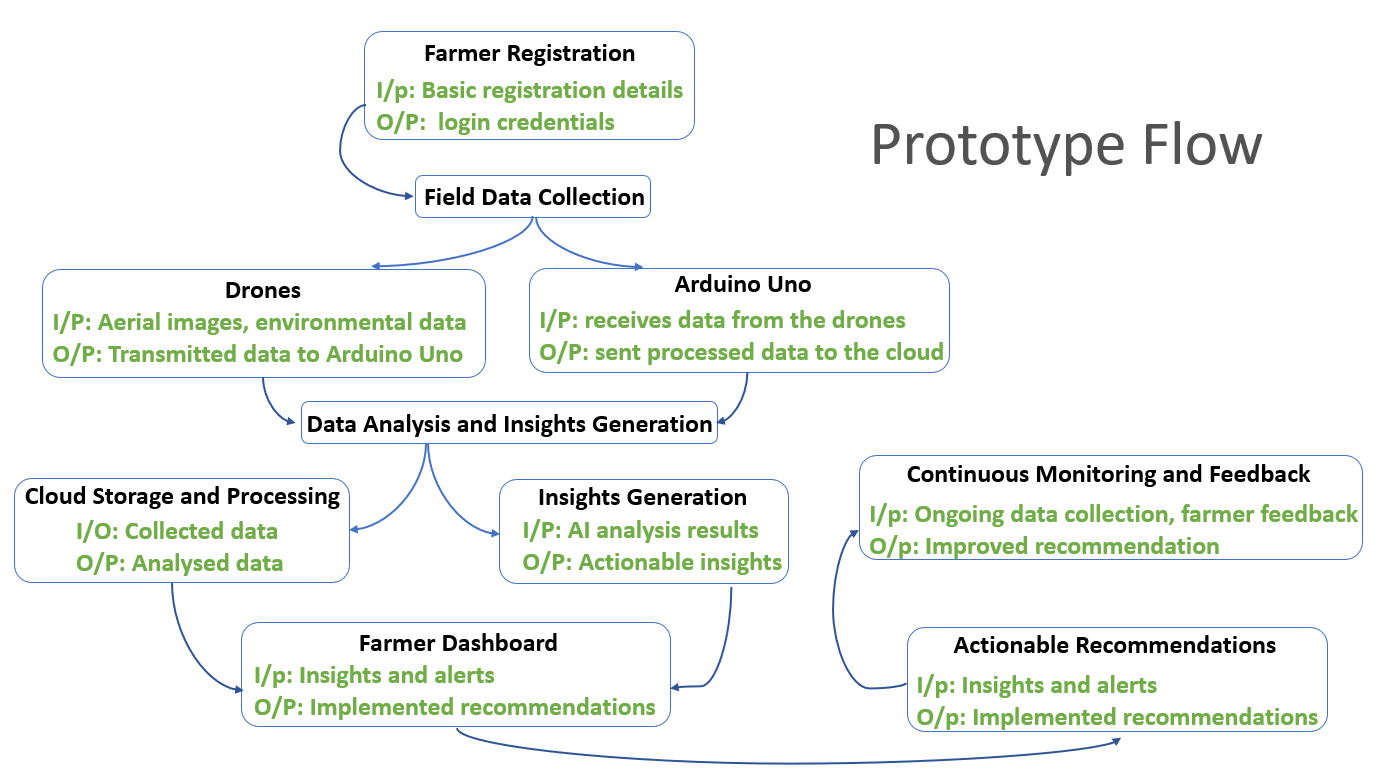 Prototype Flow
Farmer Registration
I/p: Basic registration details
O/P: login credentials
Field Data Collection
Drones
I/P: Aerial images, environmental data
O/P: Transmitted data to Arduino Uno
Arduino Uno
I/P: receives data from the drones
O/P: sent processed data to the cloud
Data Analysis and Insights Generation
Cloud Storage and Processing
I/O: Collected data
O/P: Analysed data
Insights Generation
I/P: AI analysis results
O/P: Actionable insights
Farmer Dashboard
I/p: Insights and alerts
O/P: Implemented recommendations
Actionable Recommendations
I/p: Insights and alerts
O/p: Implemented recommendations
Continuous Monitoring and Feedback
I/p: Ongoing data collection, farmer feedback
O/p: Improved recommendation